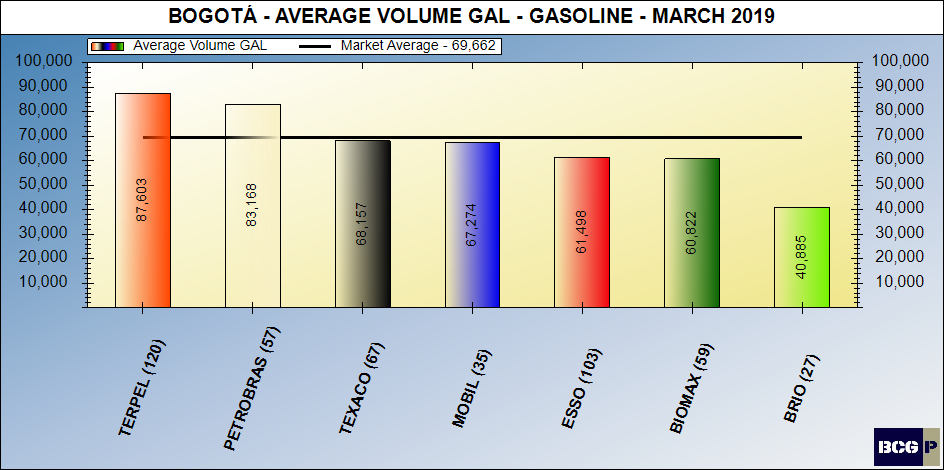 BOGOTÁ - AVERAGE VOLUME GAL - GASOLINE - MARCH 2019
Average Volume GAL
Market Average - 69,662
100,000 100,000
90,000 90,000
80,000 80,000
70,000 70,000
60,000 60,000
50,000 50,000
40,000 40,000
30,000 30,000
20,000 20,000
10,000 10,000
87,603
83,168
68,157
67,274
61,498
60,822
40,885
TERPEL (120)
PETROBRAS (57)
TEXACO (67)
MOBIL (35)
ESSO (103)
BIOMAX (59)
BRIO (27)
BCG P